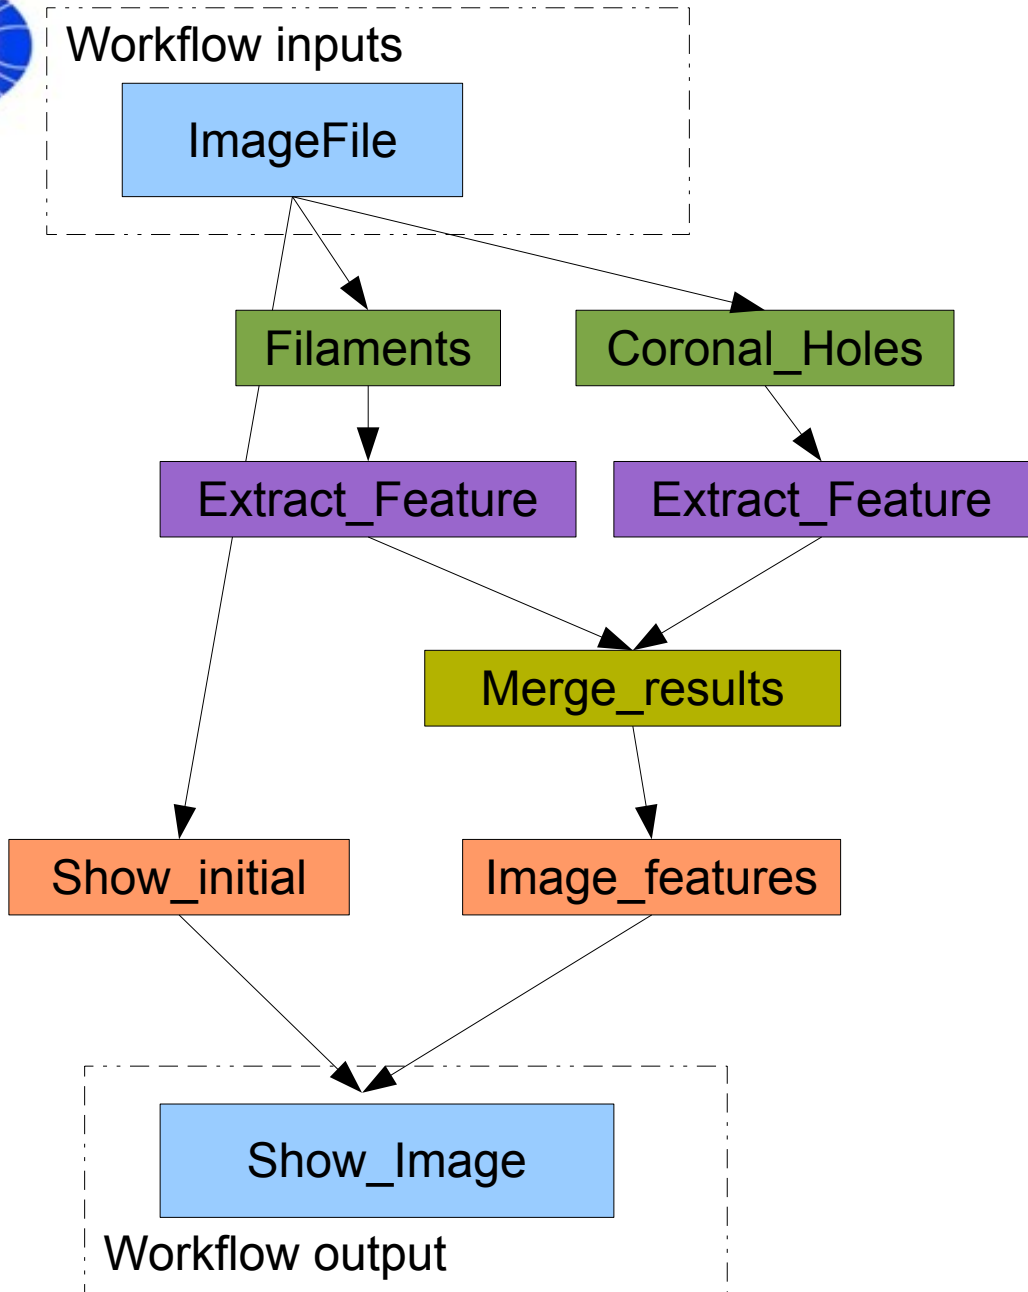 Workflow inputs
ImageFile
Filaments
Coronal_Holes
Extract_Feature
Extract_Feature
Merge_results
Show_initial
Image_features
Show_Image
Workflow output